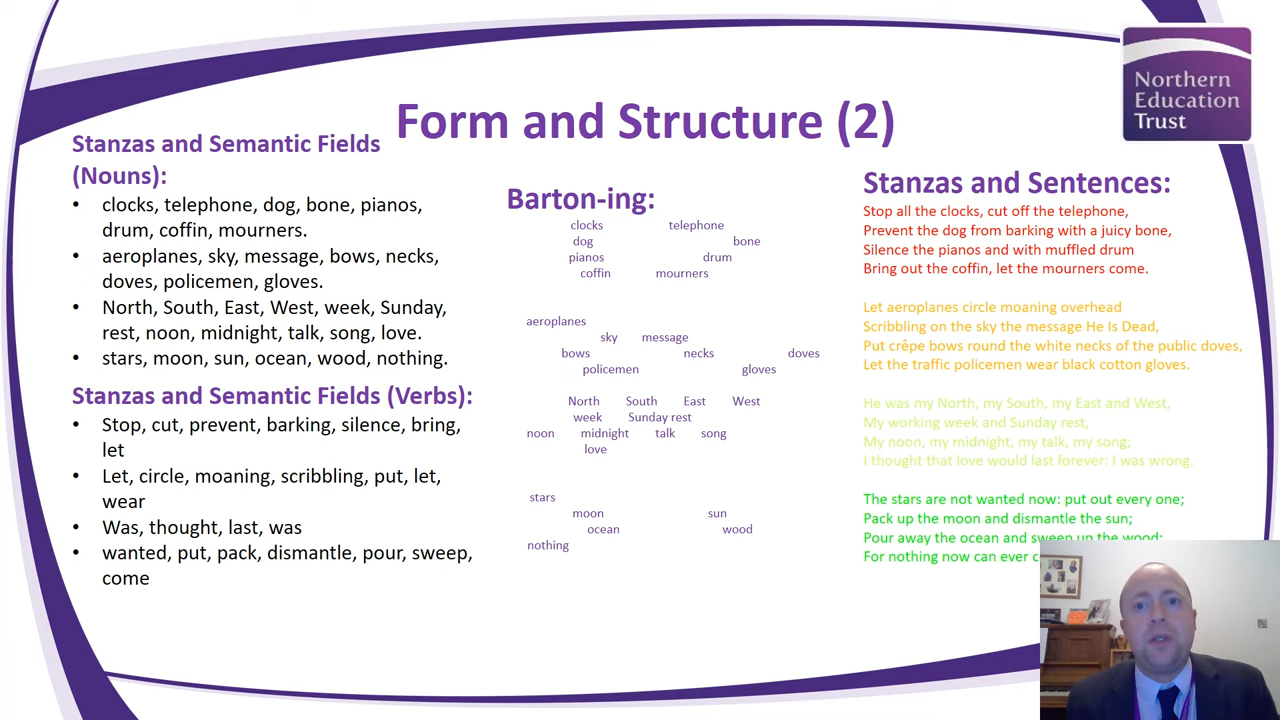 Northern
Education
Trust
Form and Structure (2)
Stanzas and Semantic Fields
(Nouns):
• clocks, telephone, dog, bone, pianos,
drum, coffin, mourners.
• aeroplanes, sky, message, bows, necks,
doves, policemen, gloves.
• North, South, East, West, week, Sunday,
rest, noon, midnight, talk, song, love.
• stars, moon, sun, ocean, wood, nothing.
Stanzas and Semantic Fields (Verbs):
• Stop, cut, prevent, barking, silence, bring,
let
• Let, circle, moaning, scribbling, put, let,
wear
• Was, thought, last, was
• wanted, put, pack, dismantle, pour, sweep,
come
Barton-ing:
clocks telephone
dog bone
pianos drum
coffin mourners
aeroplanes
sky message
bows necks doves
policemen gloves
North South East West
week Sunday rest
noon midnight talk song
love
stars
moon sun
ocean wood
nothing
Stanzas and Sentences:
Stop all the clocks, cut off the telephone,
Prevent the dog from barking with a juicy bone,
Silence the pianos and with muffled drum
Bring out the coffin, let the mourners come.
Let aeroplanes circle moaning overhead
Scribbling on the sky the message He Is Dead,
Put crêpe bows round the white necks of the public doves,
Let the traffic policemen wear black cotton gloves.
He was my North, my South, my East and West,
My working week and Sunday rest,
My noon, my midnight, my talk, my song;
I thought that love would last forever: I was wrong.
The stars are not wanted now: put out every one;
Pack up the moon and dismantle the sun;
Pour away the ocean and sweep up the wood;
For nothing now can ever